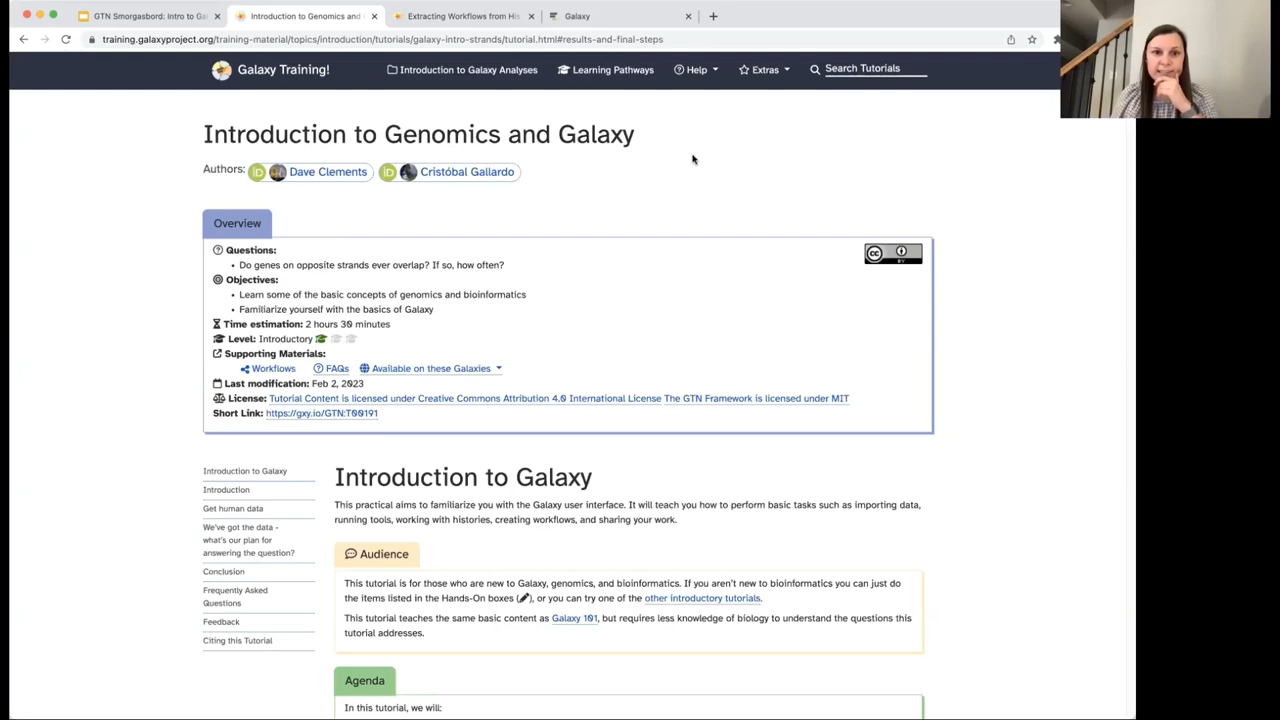 GTN Smorgasbord: Intro to Gal
Introduction to Genomics and
Extracting Workflows from His
Galaxy
training.galaxyproject.org/training-material/topics/introduction/tutorials/galaxy-intro-strands/tutorial.html#results-and-final-steps
Galaxy Training!
Introduction to Galaxy Analyses
Learning Pathways
Help
Extras
Search Tutorials
Introduction to Genomics and Galaxy
Authors: iD Dave Clements iD Cristóbal Gallardo
Overview
Questions:
• Do genes on opposite strands ever overlap? If so, how often?
Objectives:
• Learn some of the basic concepts of genomics and bioinformatics
• Familiarize yourself with the basics of Galaxy
Time estimation: 2 hours 30 minutes
Level: Introductory
Supporting Materials:
Workflows FAQs Available on these Galaxies
Last modification: Feb 2, 2023
License: Tutorial Content is licensed under Creative Commons Attribution 4.0 International License The GTN Framework is licensed under MIT
Short Link: https://gxy.io/GTN:T00191
cc BY
Introduction to Galaxy
Introduction
Get human data
We've got the data -
what's our plan for
answering the question?
Conclusion
Frequently Asked
Questions
Feedback
Citing this Tutorial
Introduction to Galaxy
This practical aims to familiarize you with the Galaxy user interface. It will teach you how to perform basic tasks such as importing data,
running tools, working with histories, creating workflows, and sharing your work.
Audience
This tutorial is for those who are new to Galaxy, genomics, and bioinformatics. If you aren't new to bioinformatics you can just do
the items listed in the Hands-On boxes ( ), or you can try one of the other introductory tutorials.
This tutorial teaches the same basic content as Galaxy 101, but requires less knowledge of biology to understand the questions this
tutorial addresses.
Agenda
In this tutorial, we will: